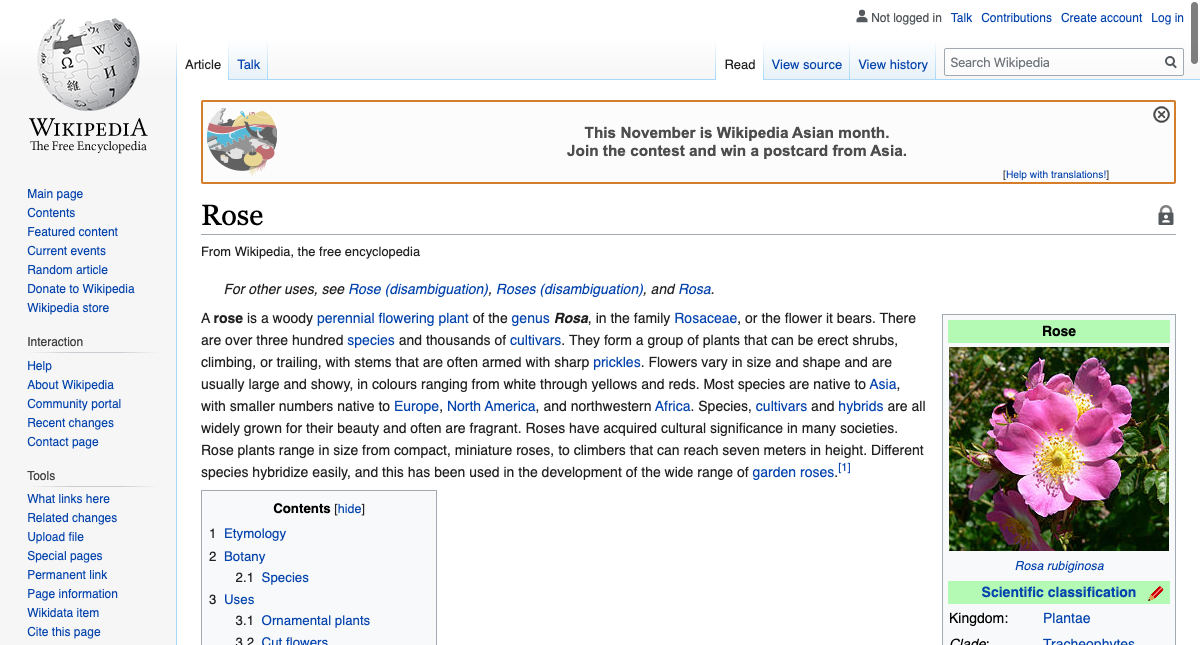 Not logged in Talk Contributions Create account Log in
Article Talk Read View source View history Search Wikipedia
WIKIPEDIA
The Free Encyclopedia
Main page
Contents
Featured content
Current events
Random article
Donate to Wikipedia
Wikipedia store
Interaction
Help
About Wikipedia
Community portal
Recent changes
Contact page
Tools
What links here
Related changes
Upload file
Special pages
Permanent link
Page information
Wikidata item
Cite this page
This November is Wikipedia Asian month.
Join the contest and win a postcard from Asia.
[Help with translations!]
Rose
From Wikipedia, the free encyclopedia
For other uses, see Rose (disambiguation), Roses (disambiguation), and Rosa.
A rose is a woody perennial flowering plant of the genus Rosa, in the family Rosaceae, or the flower it bears. There
are over three hundred species and thousands of cultivars. They form a group of plants that can be erect shrubs,
climbing, or trailing, with stems that are often armed with sharp prickles. Flowers vary in size and shape and are
usually large and showy, in colours ranging from white through yellows and reds. Most species are native to Asia,
with smaller numbers native to Europe, North America, and northwestern Africa. Species, cultivars and hybrids are all
widely grown for their beauty and often are fragrant. Roses have acquired cultural significance in many societies.
Rose plants range in size from compact, miniature roses, to climbers that can reach seven meters in height. Different
species hybridize easily, and this has been used in the development of the wide range of garden roses.[1]
Contents [hide]
1 Etymology
2 Botany
2.1 Species
3 Uses
3.1 Ornamental plants
3.2 Cut flowers
Rose
Rosa rubiginosa
Scientific classification
Kingdom: Plantae
Clade: Tracheophytes